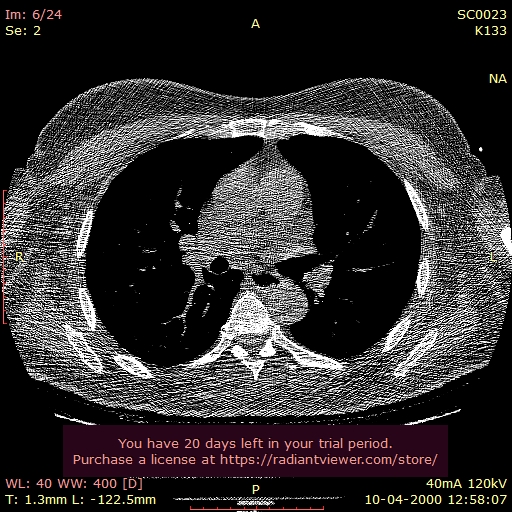 Im: 6/24
Se: 2
A
SC0023
K133
NA
R
L
You have 20 days left in your trial period.
Purchase a license at https://radiantviewer.com/store/
WL: 40 WW: 400 [D]
T: 1.3mm L: -122.5mm
P
40mA 120kV
10-04-2000 12:58:07